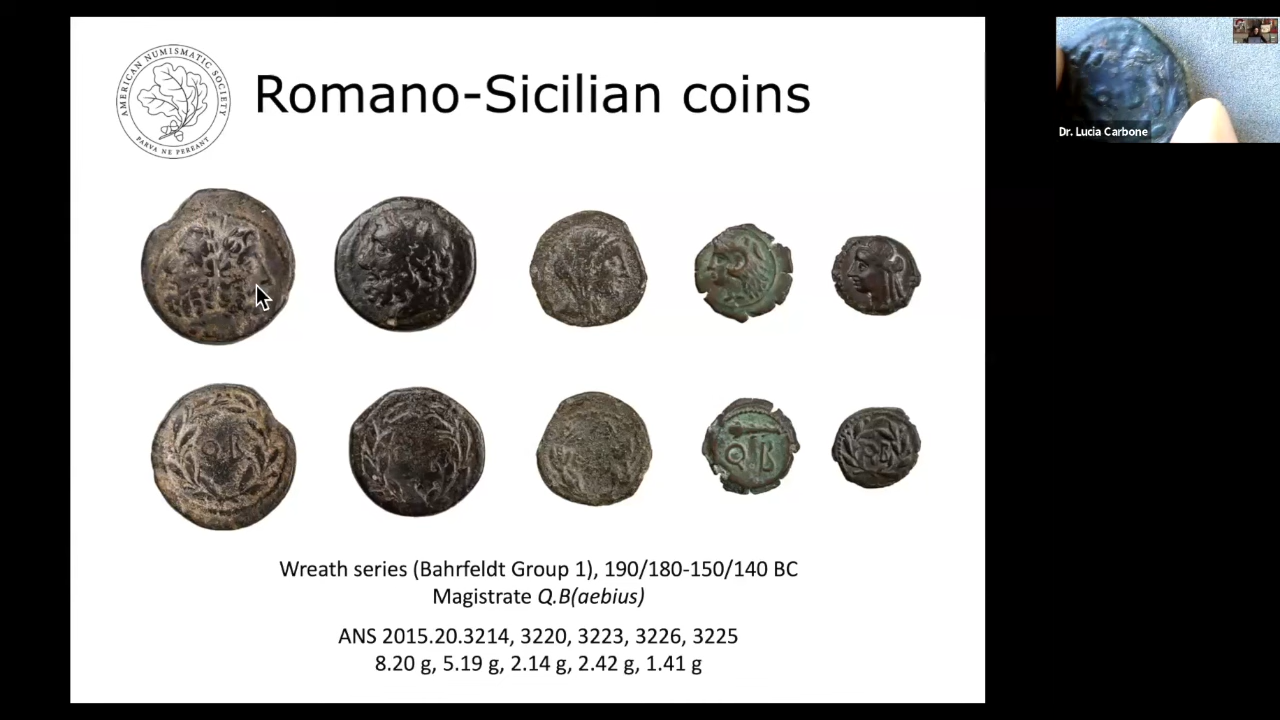 AMERICAN NUMISMATIC SOCIETY
PARVA NE PEREANT
Romano-Sicilian coins
Q B
Q B
Q B
Wreath series (Bahrfeldt Group 1), 190/180-150/140 BC
Magistrate Q.B(aebius)
ANS 2015.20.3214, 3220, 3223, 3226, 3225
8.20 g, 5.19 g, 2.14 g, 2.42 g, 1.41 g
Dr. Lucia Carbone